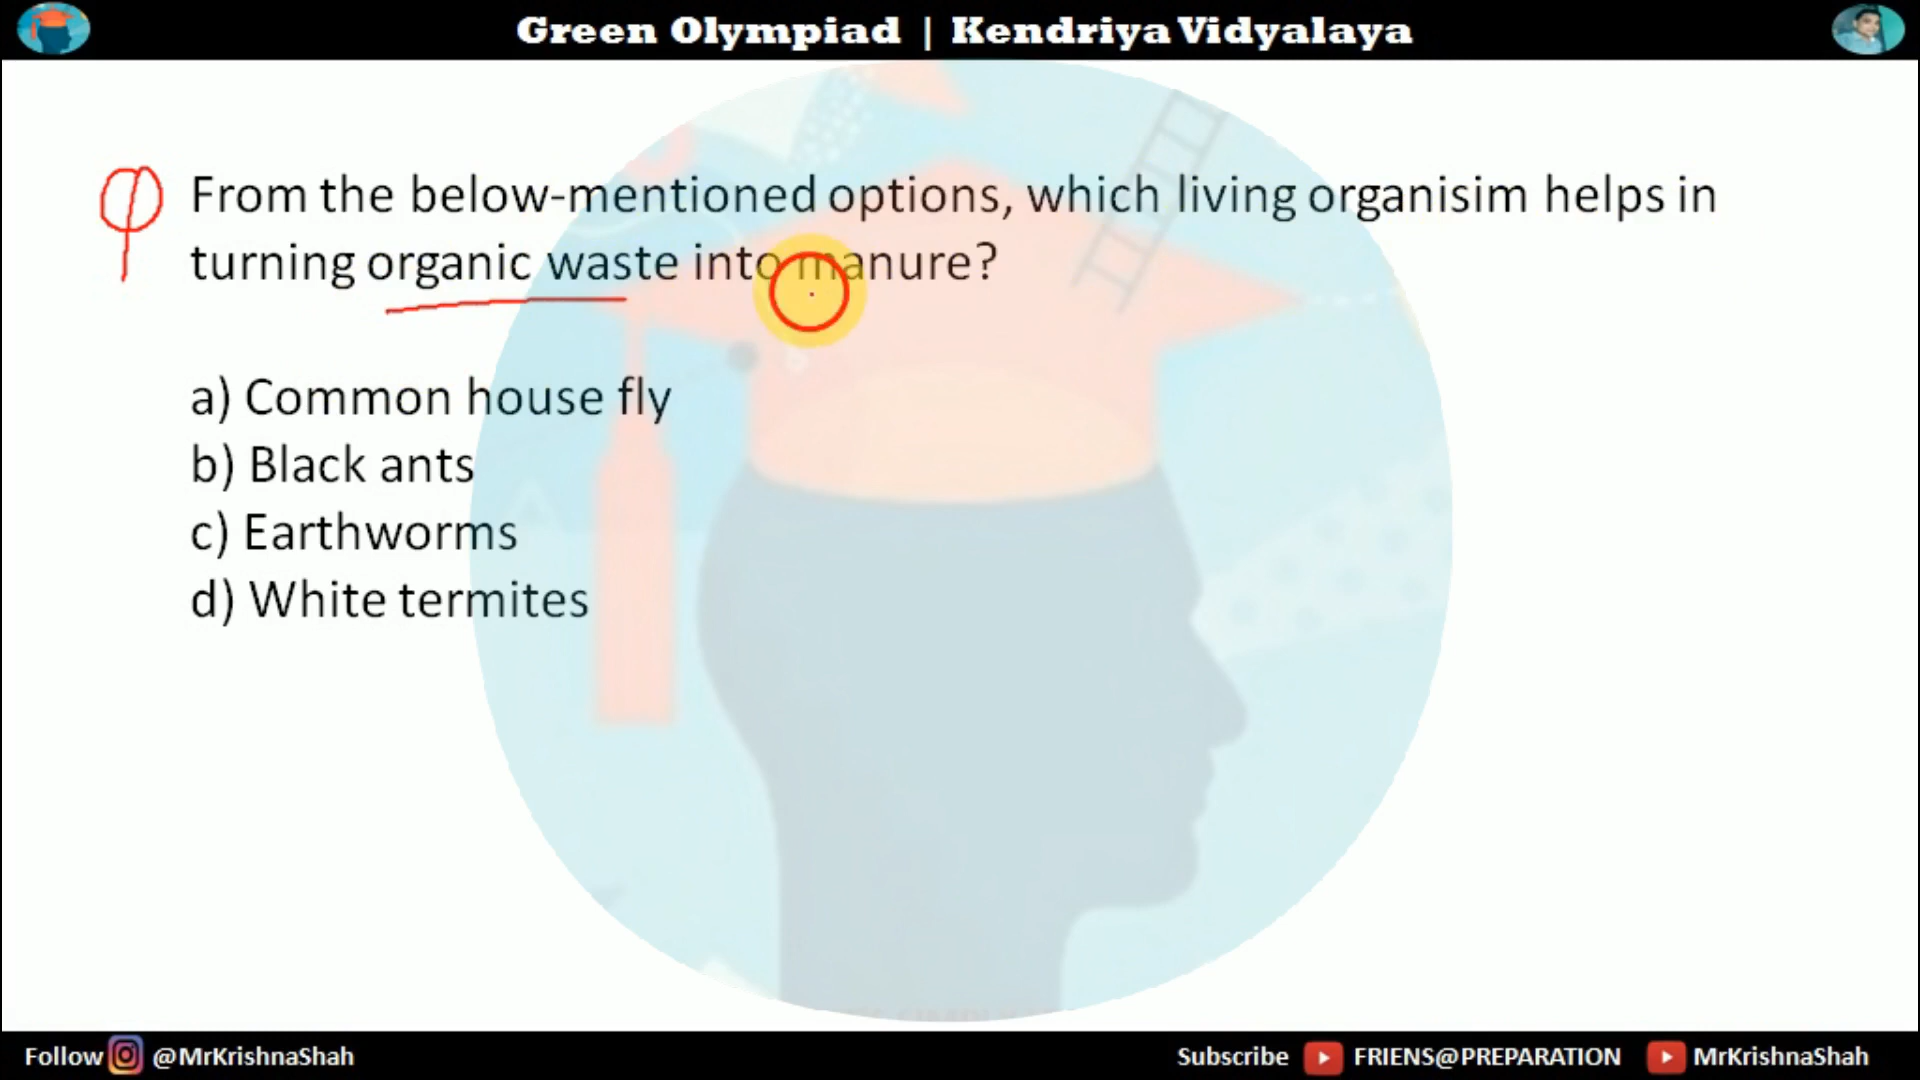 Green Olympiad | Kendriya Vidyalaya
Q From the below-mentioned options, which living organisim helps in
turning organic waste into manure?
a) Common house fly
b) Black ants
c) Earthworms
d) White termites
Follow @MrKrishnaShah
Subscribe FRIENS@PREPARATION MrKrishnaShah